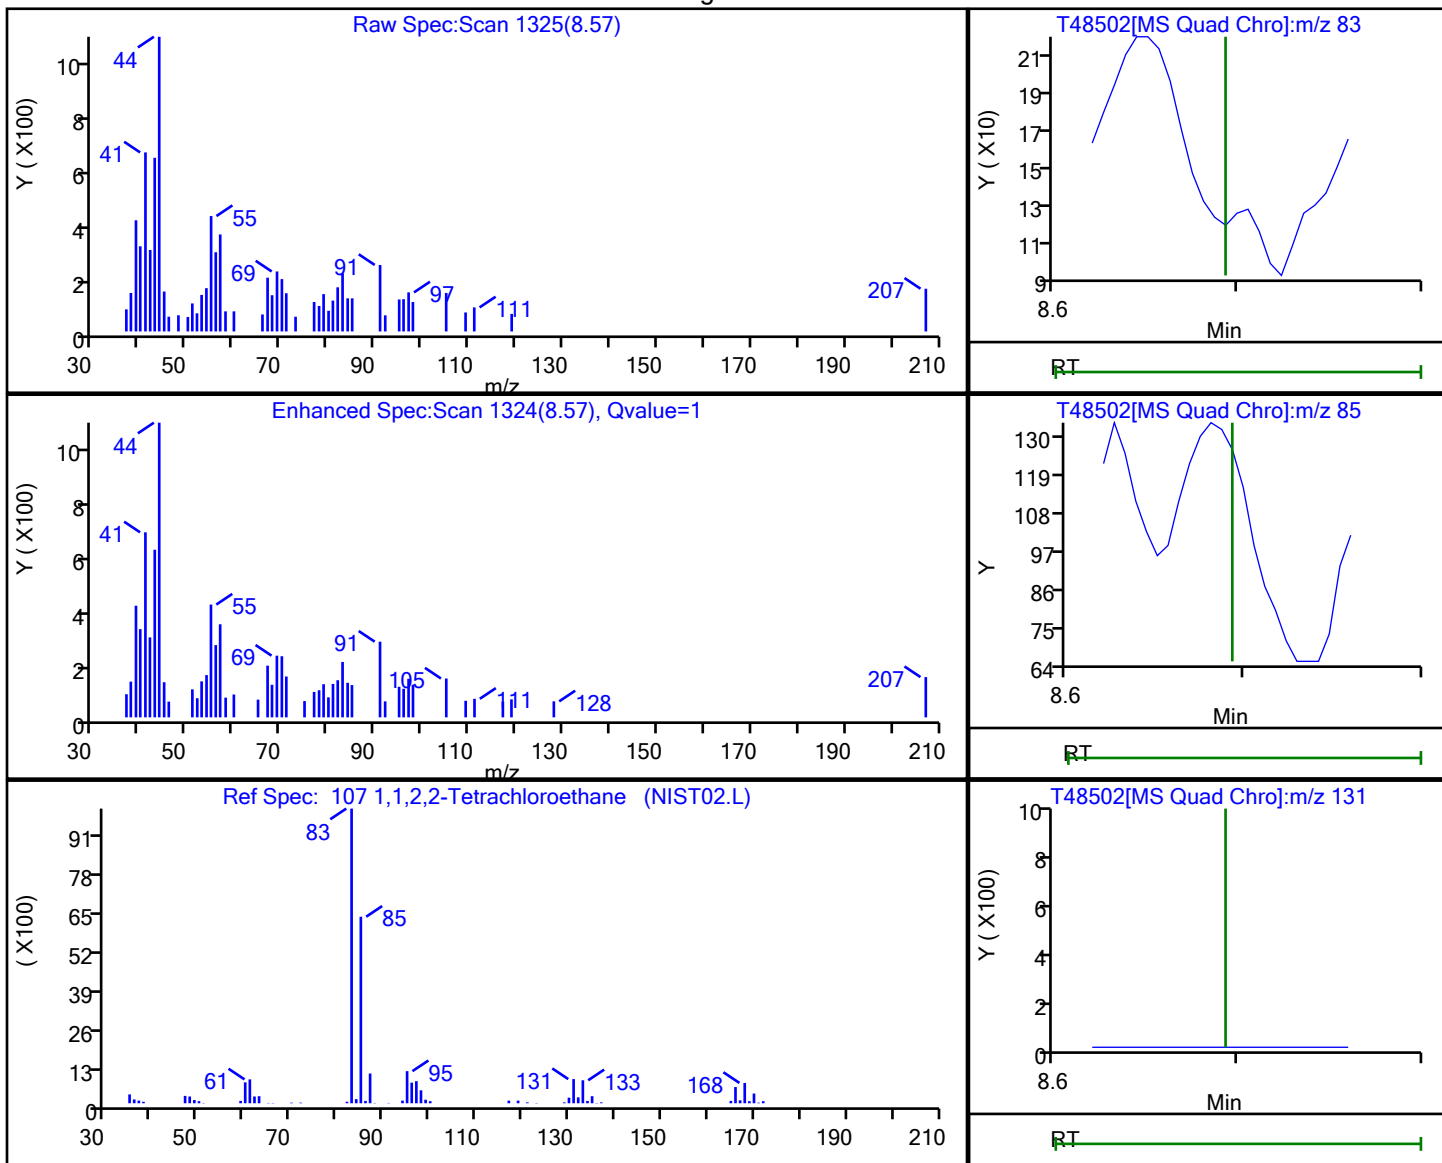 Raw Spec:Scan 1325(8.57)
Y ( X100)
10
8
6
4
2
0
44
41
55
69
91
97
111
207
30 50 70 90 110 130 150 170 190 210
m/z
T48502[MS Quad Chro]:m/z 83
Y ( X10)
21
19
17
15
13
11
9
8.6
Min
RT
Enhanced Spec:Scan 1324(8.57), Qvalue=1
Y ( X100)
10
8
6
4
2
0
44
41
55
69
91
105
111
128
207
30 50 70 90 110 130 150 170 190 210
m/z
T48502[MS Quad Chro]:m/z 85
Y
130
119
108
97
86
75
64
8.6
Min
RT
Ref Spec: 107 1,1,2,2-Tetrachloroethane (NIST02.L)
( X100)
91
78
65
52
39
26
13
0
83
85
61
95
131
133
168
30 50 70 90 110 130 150 170 190 210
T48502[MS Quad Chro]:m/z 131
Y ( X100)
10
8
6
4
2
0
8.6
Min
RT